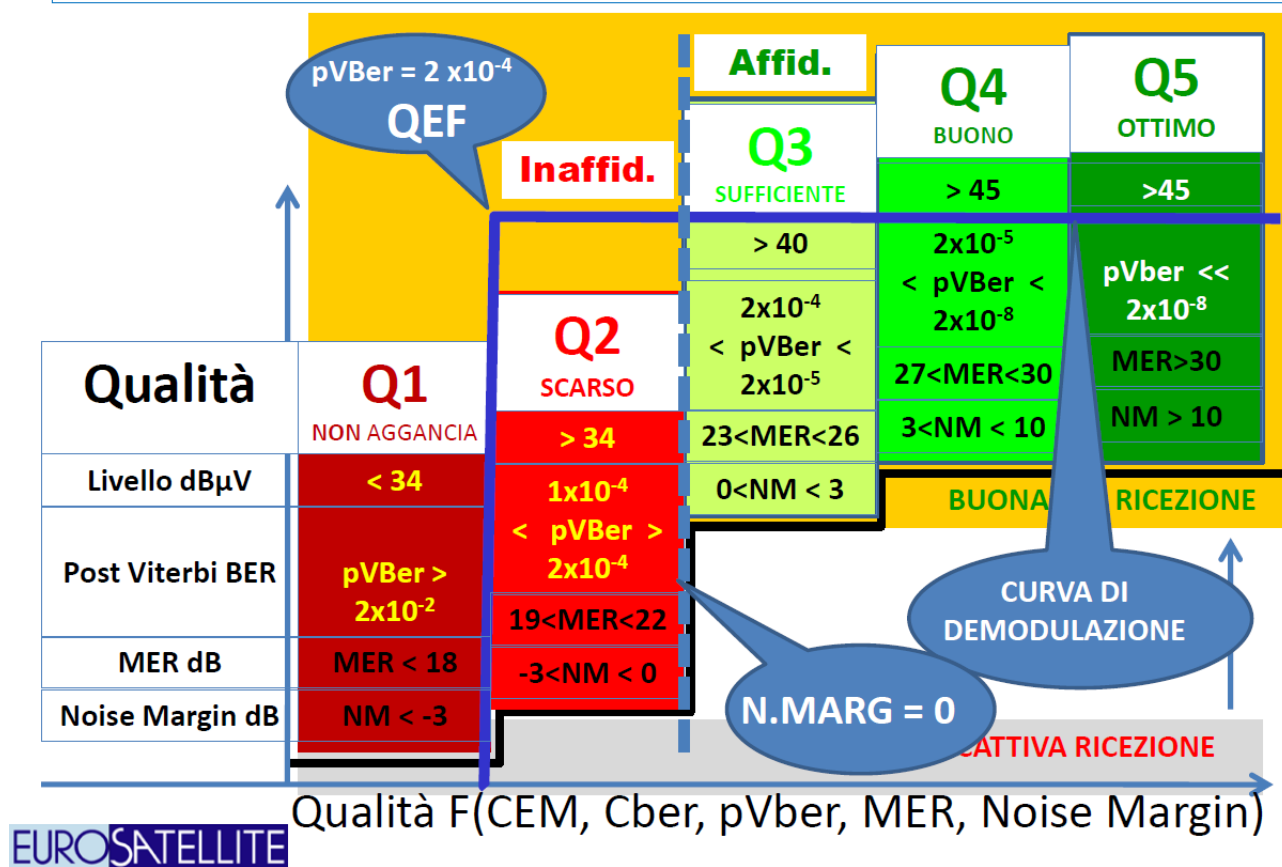 pVBer = 2 x10⁻⁴
QEF
Inaffid.
Affid.
Q3
SUFFICIENTE
Q4
BUONO
Q5
OTTIMO
> 40
2x10⁻⁴
< pVBer <
2x10⁻⁵
23<MER<26
0<NM < 3
> 45
2x10⁻⁵
< pVBer <
2x10⁻⁸
27<MER<30
3<NM < 10
>45
pVber <<
2x10⁻⁸
MER>30
NM > 10
Qualità
Q1
NON AGGANCIA
Q2
SCARSO
Livello dBµV
< 34
> 34
Post Viterbi BER
pVBer >
2x10⁻²
1x10⁻⁴
< pVBer >
2x10⁻⁴
MER dB
MER < 18
19<MER<22
Noise Margin dB
NM < -3
-3<NM < 0
BUONA RICEZIONE
CURVA DI
DEMODULAZIONE
N.MARG = 0
CATTIVA RICEZIONE
Qualità F(CEM, Cber, pVber, MER, Noise Margin)
EUROSATELLITE